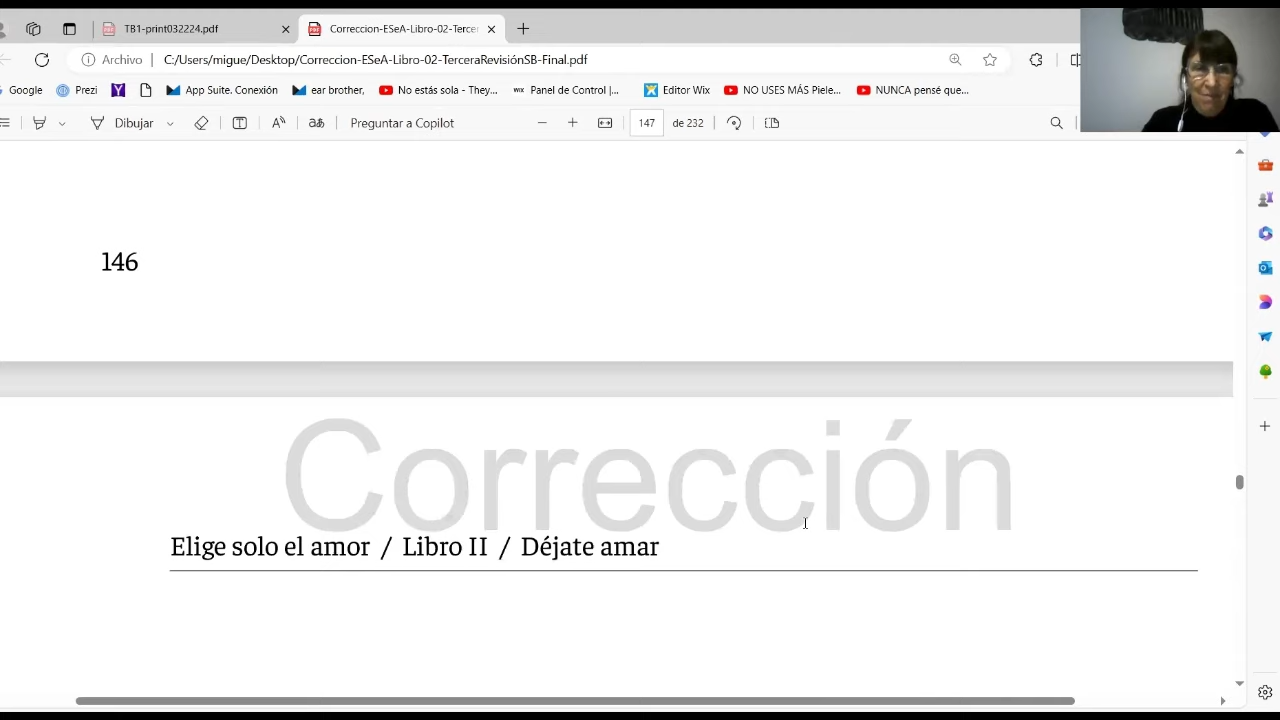 TB1-print032224.pdf
Correccion-ESeA-Libro-02-Tercer
Archivo C:/Users/migue/Desktop/Correccion-ESeA-Libro-02-TerceraRevisiónSB-Final.pdf
Google Prezi App Suite. Conexión ear brother, No estás solo - They... WIX Panel de Control |... Editor Wix NO USES MÁS Piele... NUNCA pensé que...
Dibujar Preguntar a Copilot 147 de 232
146
Corrección
Elige solo el amor / Libro II / Déjate amar